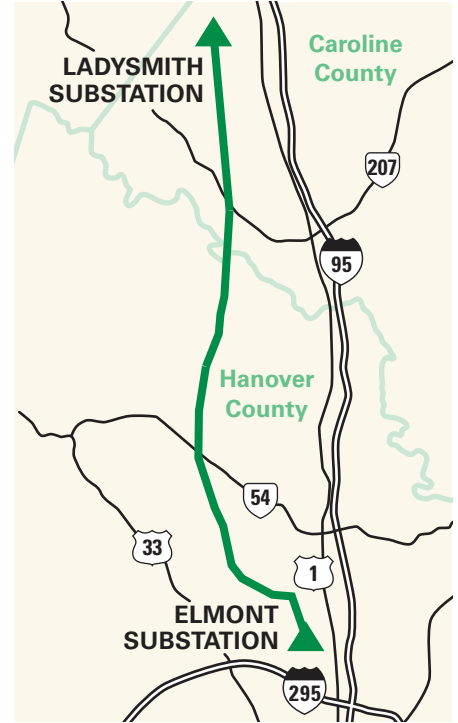 LADYSMITH
SUBSTATION
Caroline
County
207
95
Hanover
County
54
33
1
ELMONT
SUBSTATION
295